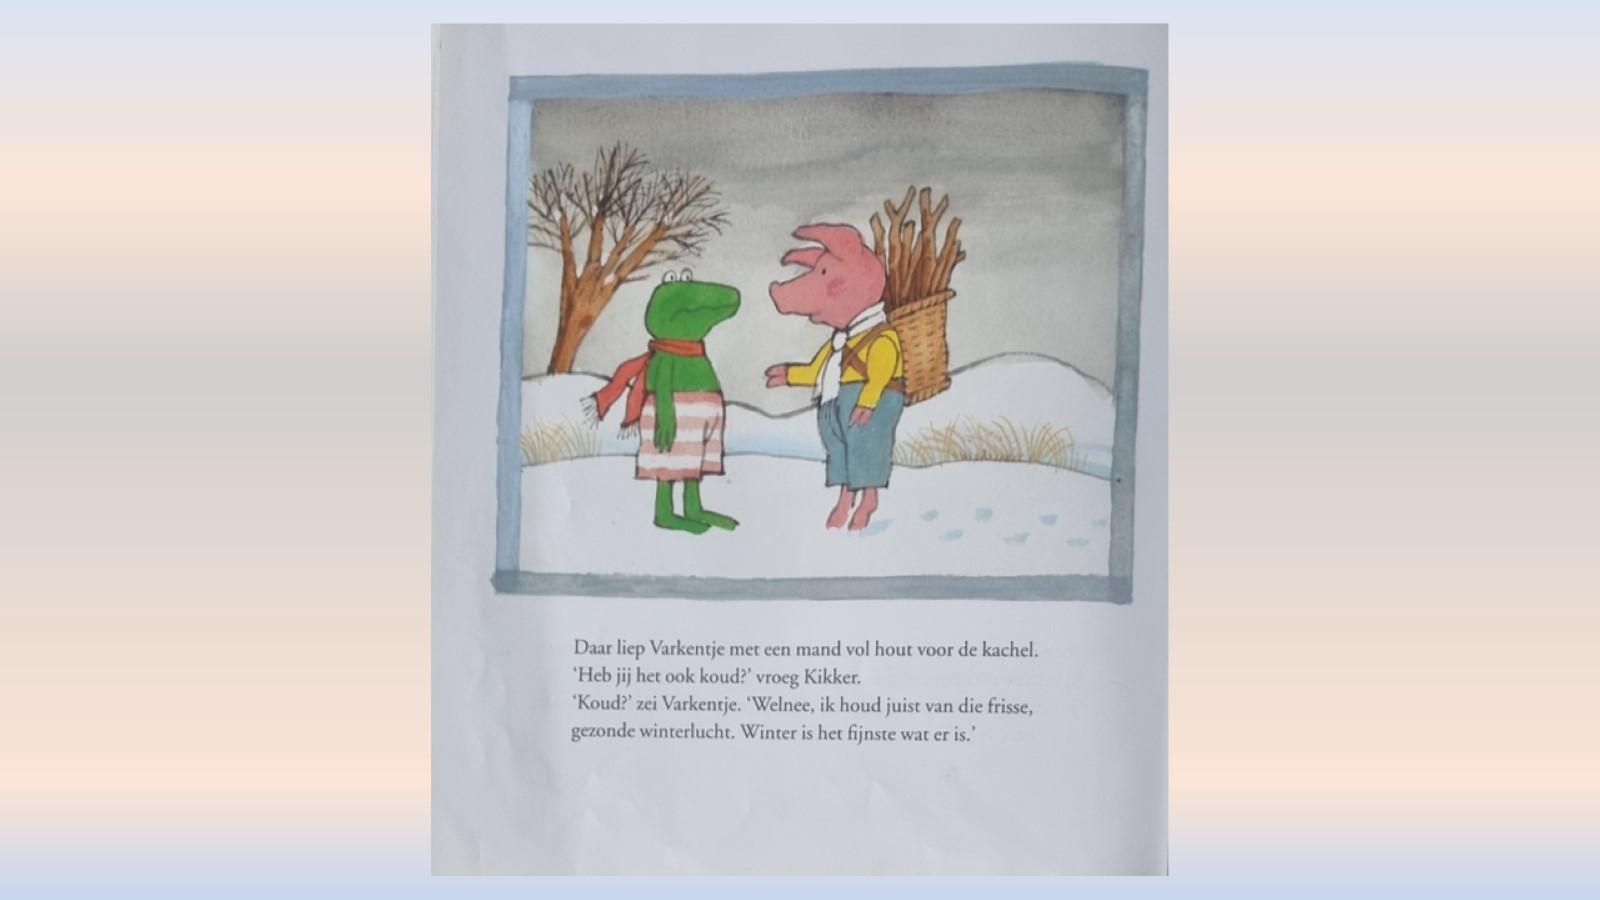 Daar liep Varkentje met een mand vol hout voor de kachel.
‘Heb jij het ook koud?’ vroeg Kikker.
‘Koud?’ zei Varkentje. ‘Welnee, ik houd juist van die frisse,
gezonde winterlucht. Winter is het fijnste wat er is.’